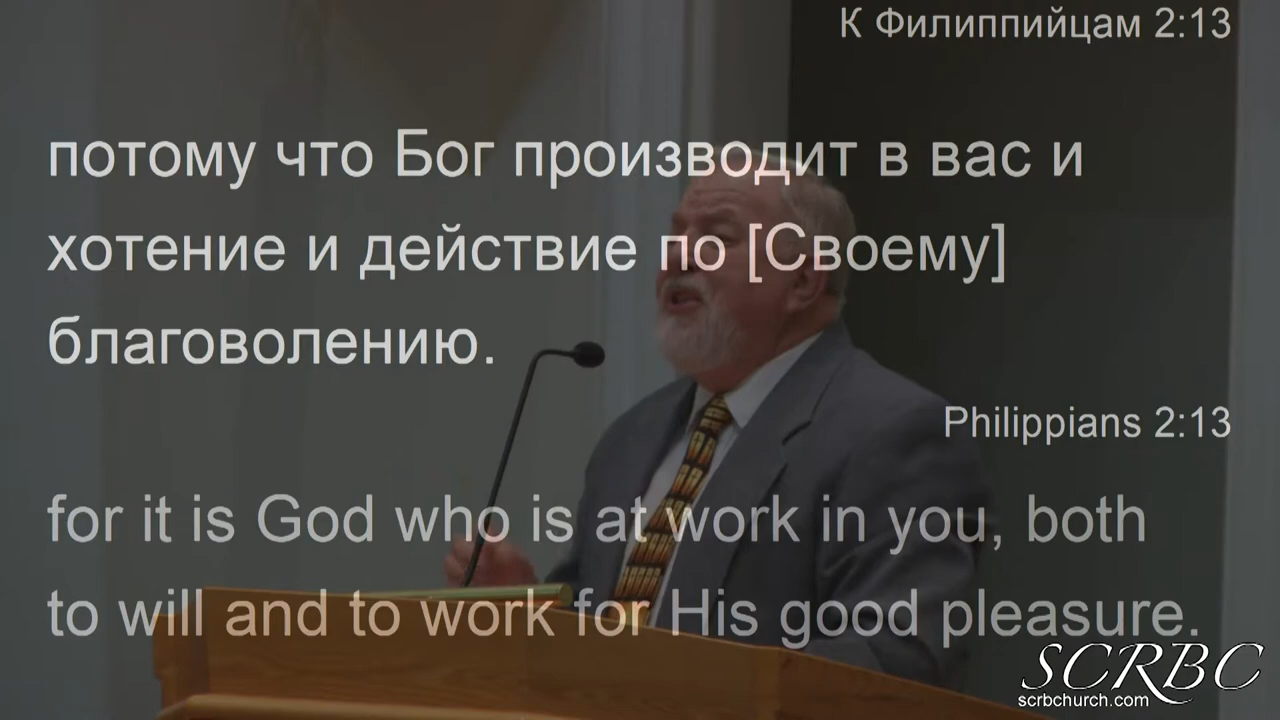 К Филиппийцам 2:13
потому что Бог производит в вас и
хотение и действие по [Своему]
благоволению.
Philippians 2:13
for it is God who is at work in you, both
to will and to work for His good pleasure.
SCRBC
scrbchurch.com